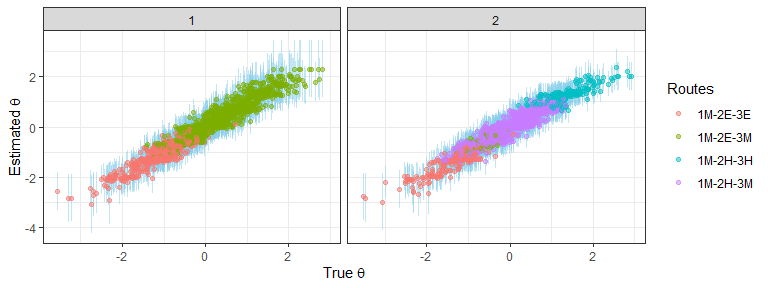 1
2
Estimated θ
2
0
-2
-4
-2
0
2
-2
0
2
True θ
Routes
1M-2E-3E
1M-2E-3M
1M-2H-3H
1M-2H-3M